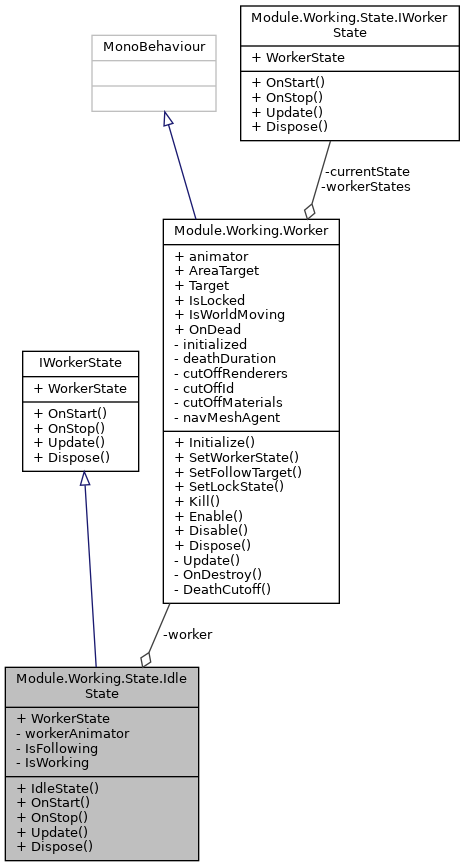 Module.Working.State.IWorker
State
+ WorkerState
+ OnStart()
+ OnStop()
+ Update()
+ Dispose()
MonoBehaviour
-currentState
-workerStates
Module.Working.Worker
+ animator
+ AreaTarget
+ Target
+ IsLocked
+ IsWorldMoving
+ OnDead
- initialized
- deathDuration
- cutOffRenderers
- cutOffId
- cutOffMaterials
- navMeshAgent
+ Initialize()
+ SetWorkerState()
+ SetFollowTarget()
+ SetLockState()
+ Kill()
+ Enable()
+ Disable()
+ Dispose()
- Update()
- OnDestroy()
- DeathCutoff()
IWorkerState
+ WorkerState
+ OnStart()
+ OnStop()
+ Update()
+ Dispose()
-worker
Module.Working.State.Idle
State
+ WorkerState
- workerAnimator
- IsFollowing
- IsWorking
+ IdleState()
+ OnStart()
+ OnStop()
+ Update()
+ Dispose()